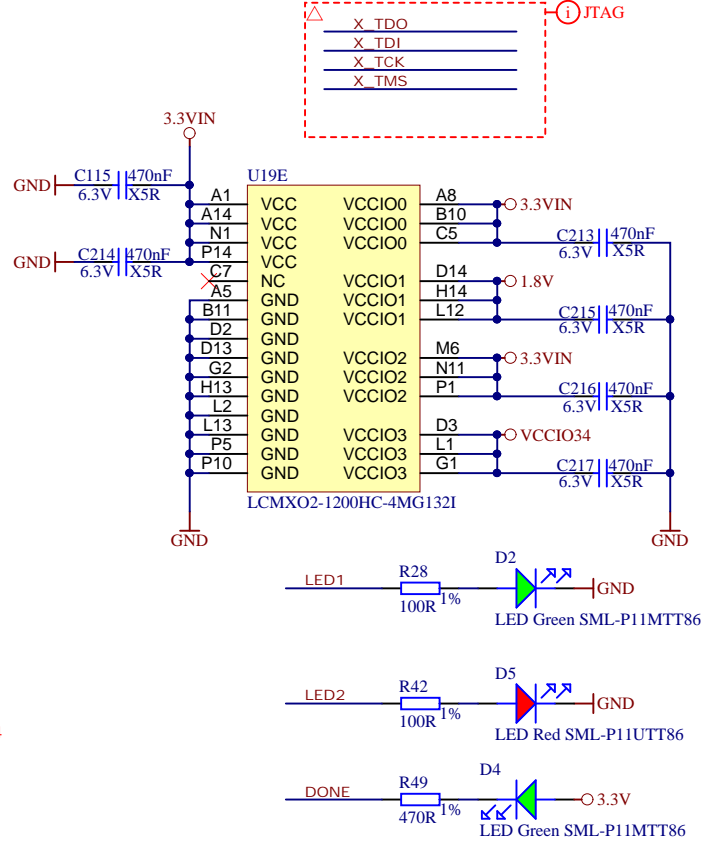 i JTAG
X_TDO
X_TDI
X_TCK
X_TMS
3.3VIN
GND C115 470nF
6.3V X5R
GND C214 470nF
6.3V X5R
U19E
A1 VCC VCCIO0 A8 3.3VIN
A14 VCC VCCIO0 B10
N1 VCC VCCIO0 C5
P14 VCC
C213 470nF
6.3V X5R
C7 NC VCCIO1 D14 1.8V
A5 GND VCCIO1 H14
B11 GND VCCIO1 L12
C215 470nF
6.3V X5R
D2 GND
D13 GND VCCIO2 M6 3.3VIN
G2 GND VCCIO2 N11
H13 GND VCCIO2 P1
C216 470nF
6.3V X5R
L2 GND
L13 GND VCCIO3 D3 VCCIO34
P5 GND VCCIO3 L1
P10 GND VCCIO3 G1
C217 470nF
6.3V X5R
LCMXO2-1200HC-4MG132I
GND
GND
LED1 R28 D2
100R 1% GND
LED Green SML-P11MTT86
LED2 R42 D5
100R 1% GND
LED Red SML-P11UTT86
DONE R49 D4
470R 1% 3.3V
LED Green SML-P11MTT86